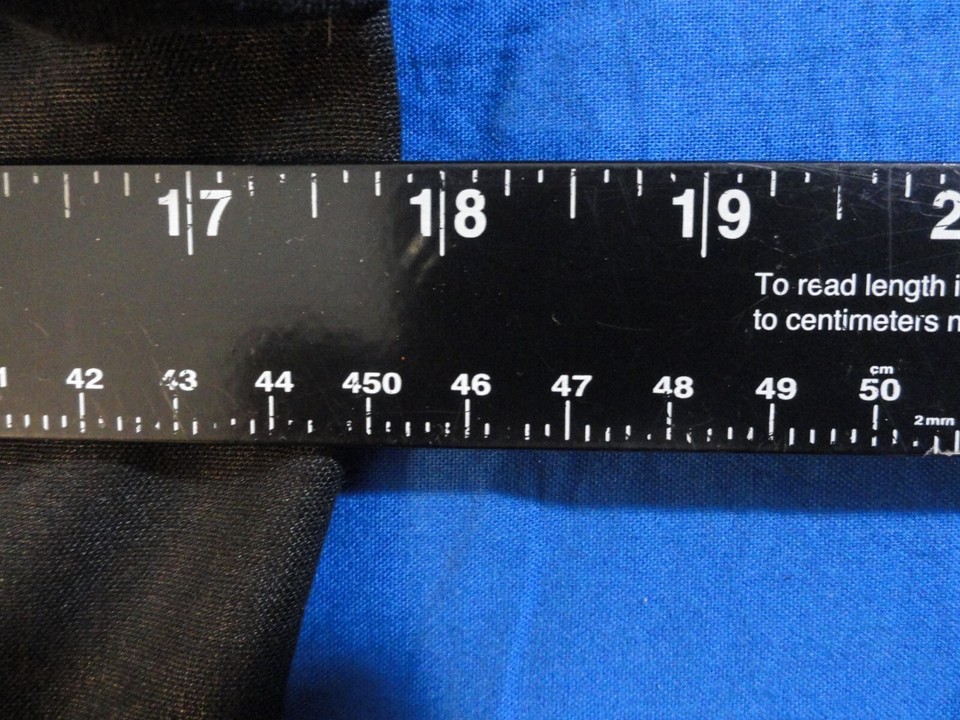 17 18 19 2
To read length i
to centimeters n
1 42 43 44 450 46 47 48 49 50
cm
2mm